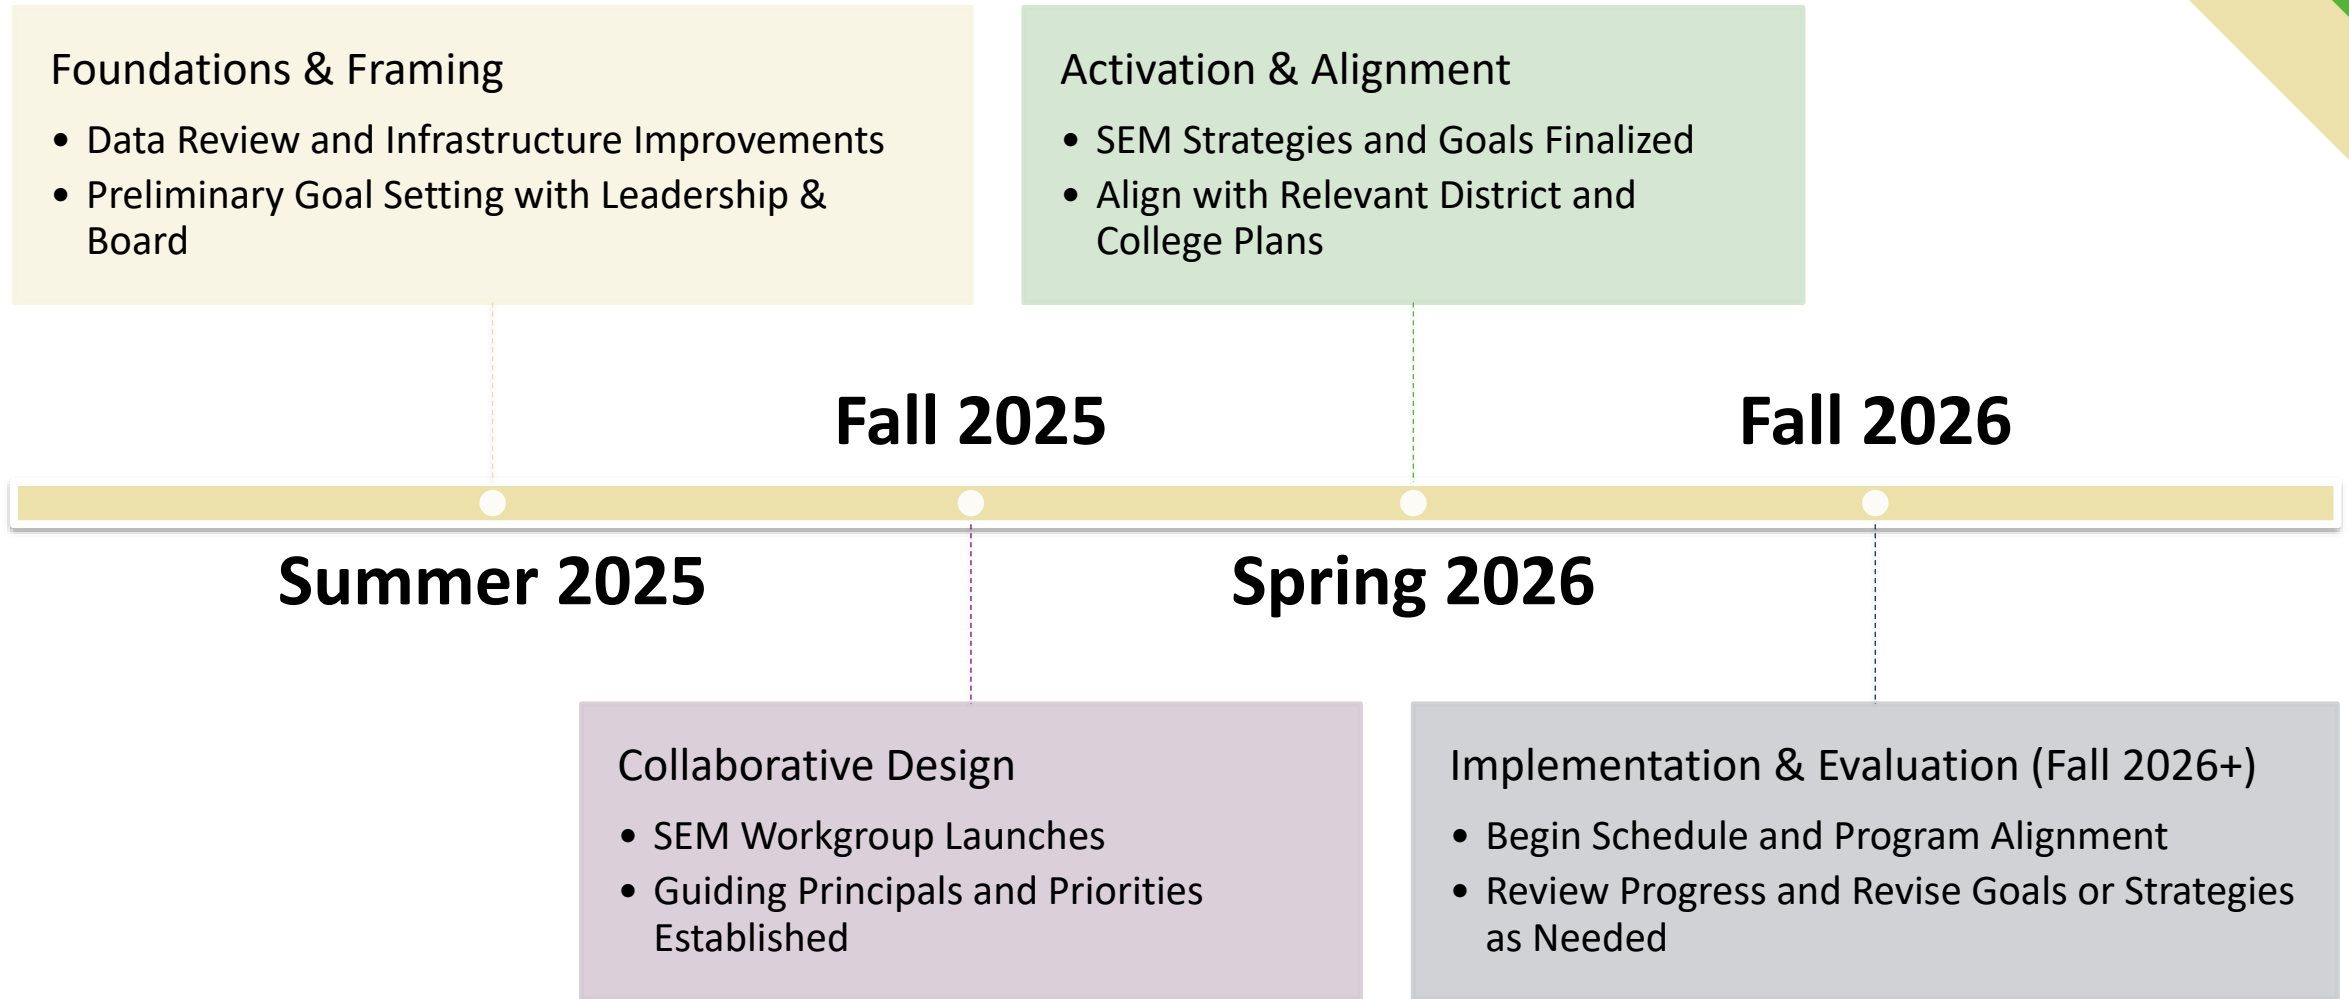 Foundations & Framing
• Data Review and Infrastructure Improvements
• Preliminary Goal Setting with Leadership &
Board
Activation & Alignment
• SEM Strategies and Goals Finalized
• Align with Relevant District and
College Plans
Fall 2025
Fall 2026
Summer 2025
Spring 2026
Collaborative Design
• SEM Workgroup Launches
• Guiding Principals and Priorities
Established
Implementation & Evaluation (Fall 2026+)
• Begin Schedule and Program Alignment
• Review Progress and Revise Goals or Strategies
as Needed